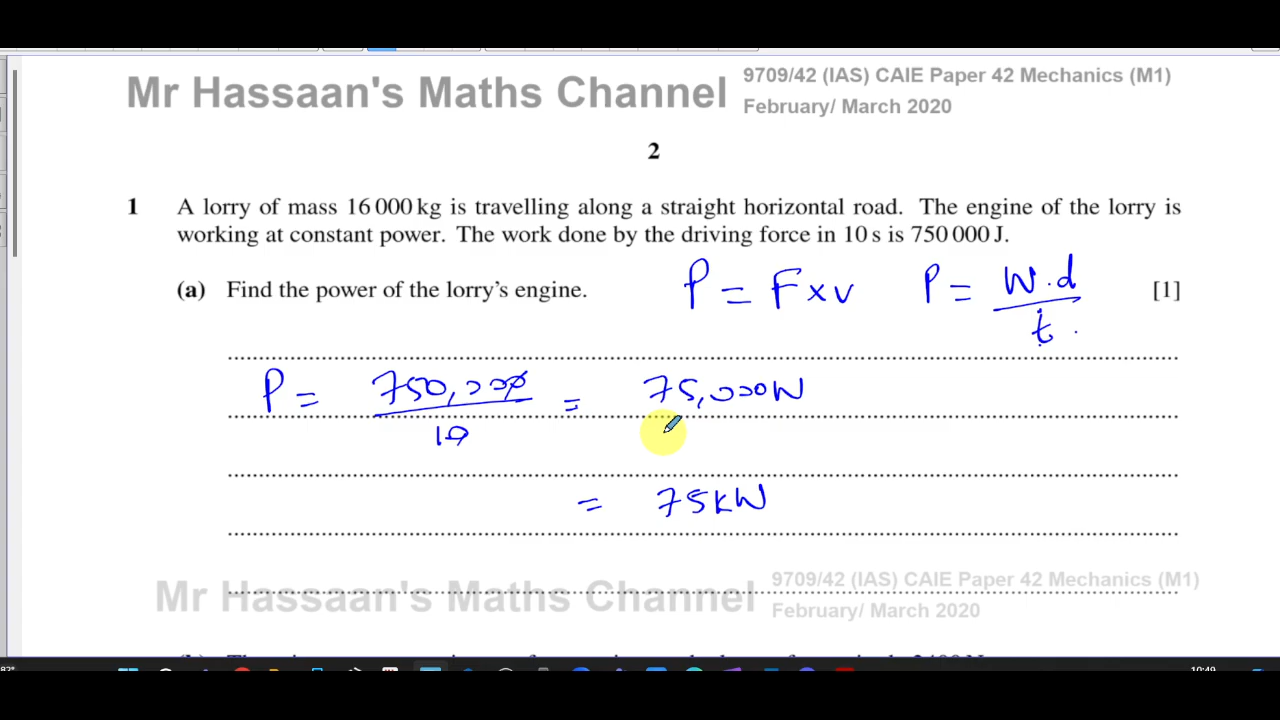 Mr Hassaan's Maths Channel
9709/42 (IAS) CAIE Paper 42 Mechanics (M1)
February/ March 2020
2
1 A lorry of mass 16 000 kg is travelling along a straight horizontal road. The engine of the lorry is
working at constant power. The work done by the driving force in 10 s is 750 000 J.
(a) Find the power of the lorry's engine. [1]
P = F × v P = W.d / t
P = 750,000 / 10 = 75,000W
= 75kW
Mr Hassaan's Maths Channel
9709/42 (IAS) CAIE Paper 42 Mechanics (M1)
February/ March 2020
82°
10:49